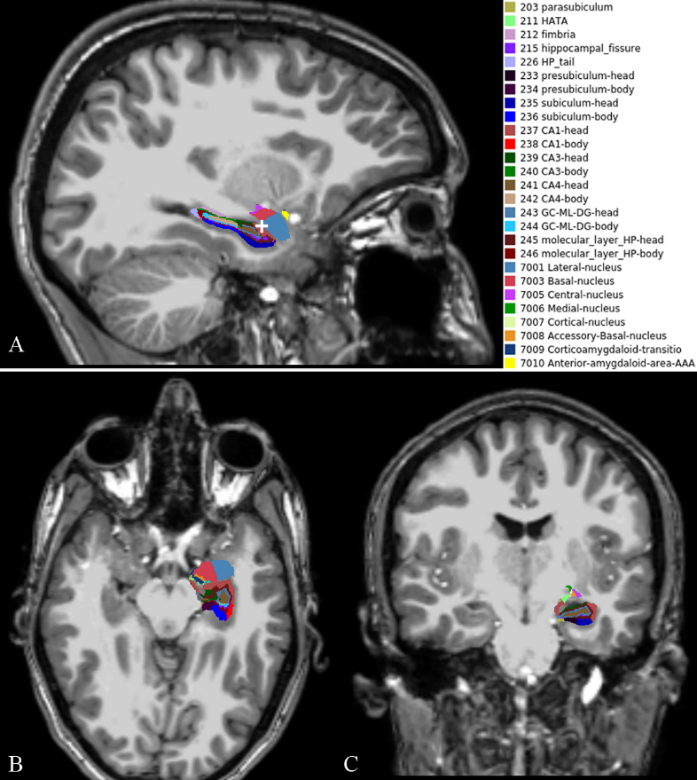 203 parasubiculum
211 HATA
212 fimbria
215 hippocampal_fissure
226 HP_tail
233 presubiculum-head
234 presubiculum-body
235 subiculum-head
236 subiculum-body
237 CA1-head
238 CA1-body
239 CA3-head
240 CA3-body
241 CA4-head
242 CA4-body
243 GC-ML-DG-head
244 GC-ML-DG-body
245 molecular_layer_HP-head
246 molecular_layer_HP-body
7001 Lateral-nucleus
7003 Basal-nucleus
7005 Central-nucleus
7006 Medial-nucleus
7007 Cortical-nucleus
7008 Accessory-Basal-nucleus
7009 Corticoamygdaloid-transitio
7010 Anterior-amygdaloid-area-AAA
A
B
C